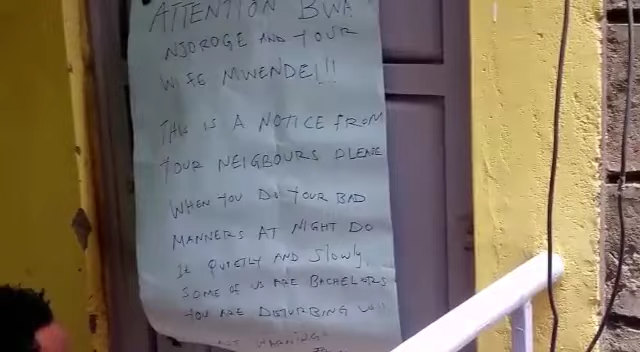 ATTENTION BWA
NJOROGE AND YOUR
WIFE MWENDE!!!
THIS IS A NOTICE FROM
YOUR NEIGBOURS PLEASE
WHEN YOU DO YOUR BAD
MANNERS AT NIGHT DO
IT QUIETLY AND SLOWLY.
SOME OF US ARE BACHELORS
YOU ARE DISTURBING US!!